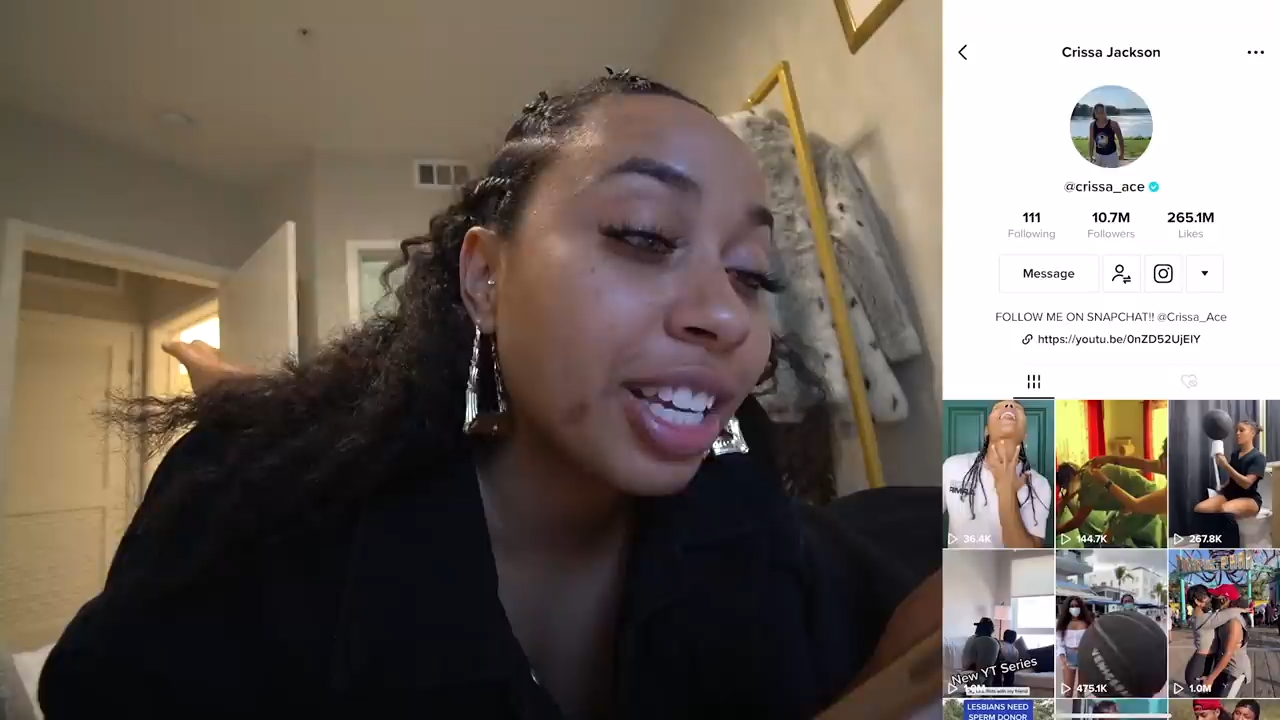 Crissa Jackson
@crissa_ace
111
10.7M
265.1M
Following
Followers
Likes
Message
FOLLOW ME ON SNAPCHAT!! @Crissa_Ace
https://youtu.be/0nZD52UjEIY
36.4K
144.7K
267.8K
New YT Series
475.1K
1.0M
LESBIANS NEED
SPERM DONOR